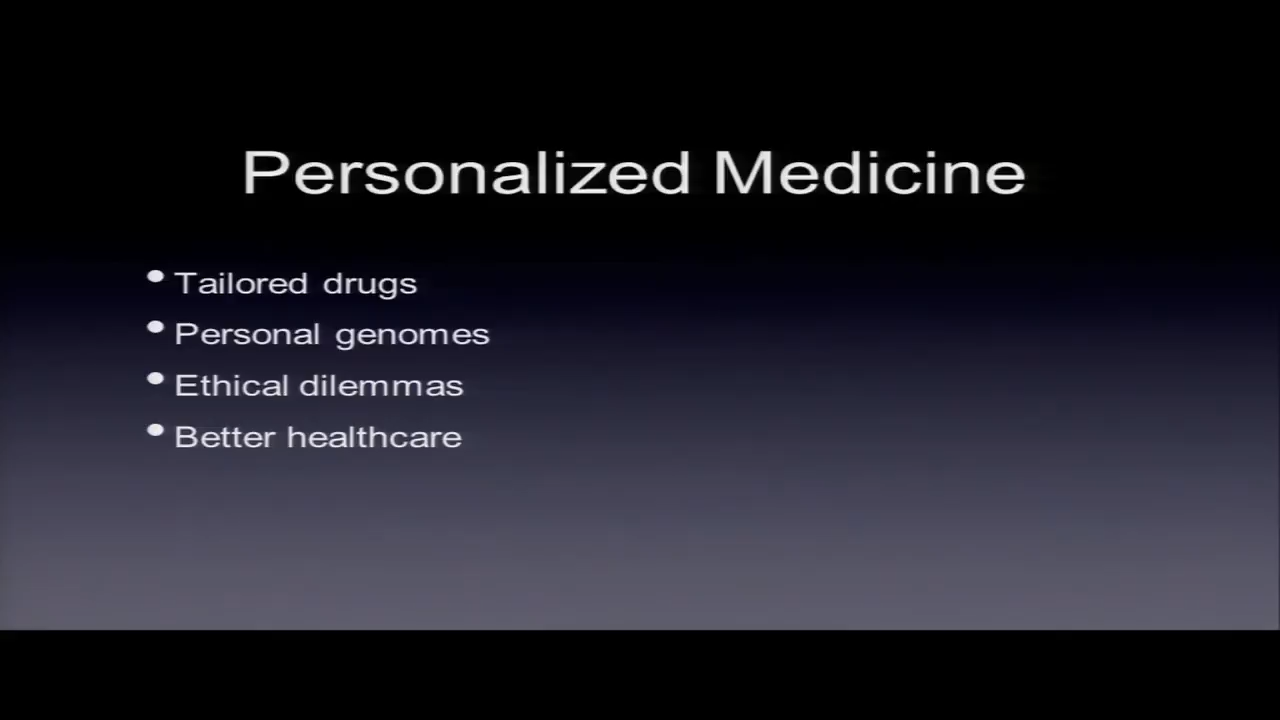 Personalized Medicine
• Tailored drugs
• Personal genomes
• Ethical dilemmas
• Better healthcare